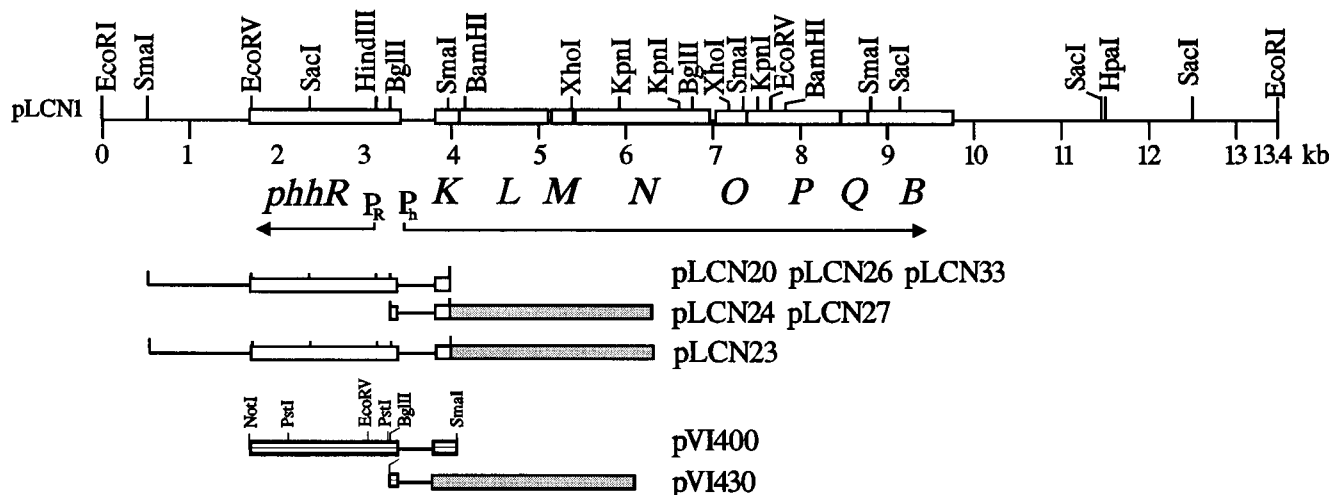 EcoRI SmaI EcoRV SacI HindIII BglII SmaI BamHI XhoI KpnI KpnI BglII XhoI SmaI KpnI EcoRV BamHI SmaI SacI SacI HpaI SacI EcoRI
pLCN1
0 1 2 3 4 5 6 7 8 9 10 11 12 13 13.4 kb
phhR PR Ph K L M N O P Q B
pLCN20 pLCN26 pLCN33
pLCN24 pLCN27
pLCN23
NotI PstI EcoRV PstI BglII SmaI
pVI400
pVI430